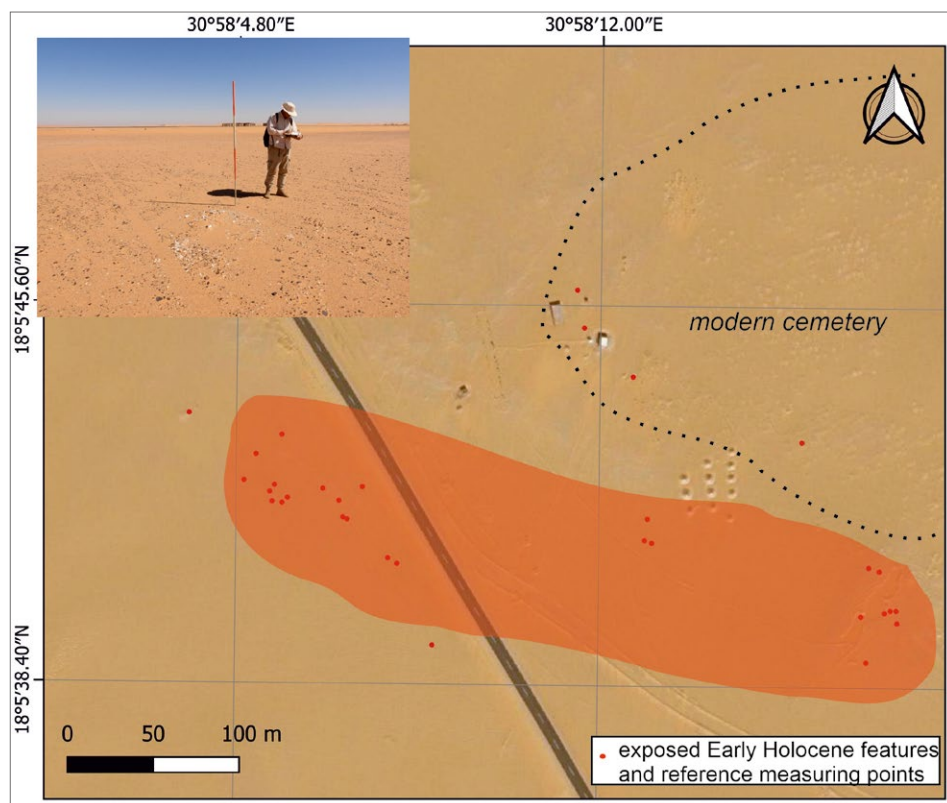 30°58′4.80″E
30°58′12.00″E
18°5′45.60″N
modern cemetery
18°5′38.40″N
0 50 100 m
exposed Early Holocene features
and reference measuring points